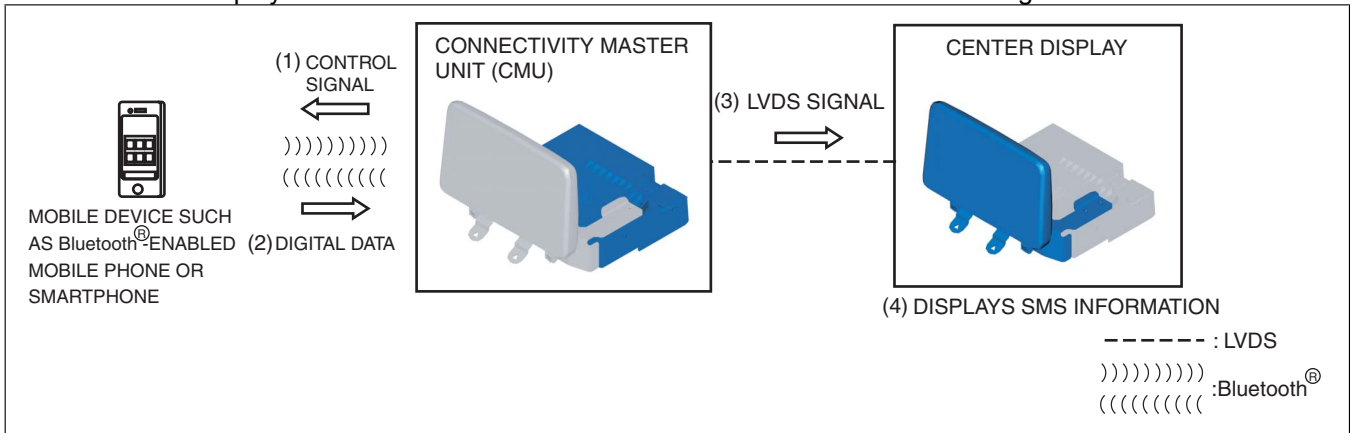 (1) CONTROL
SIGNAL
MOBILE DEVICE SUCH
AS Bluetooth®-ENABLED
MOBILE PHONE OR
SMARTPHONE
(2) DIGITAL DATA
CONNECTIVITY MASTER
UNIT (CMU)
(3) LVDS SIGNAL
CENTER DISPLAY
(4) DISPLAYS SMS INFORMATION
: LVDS
:Bluetooth®